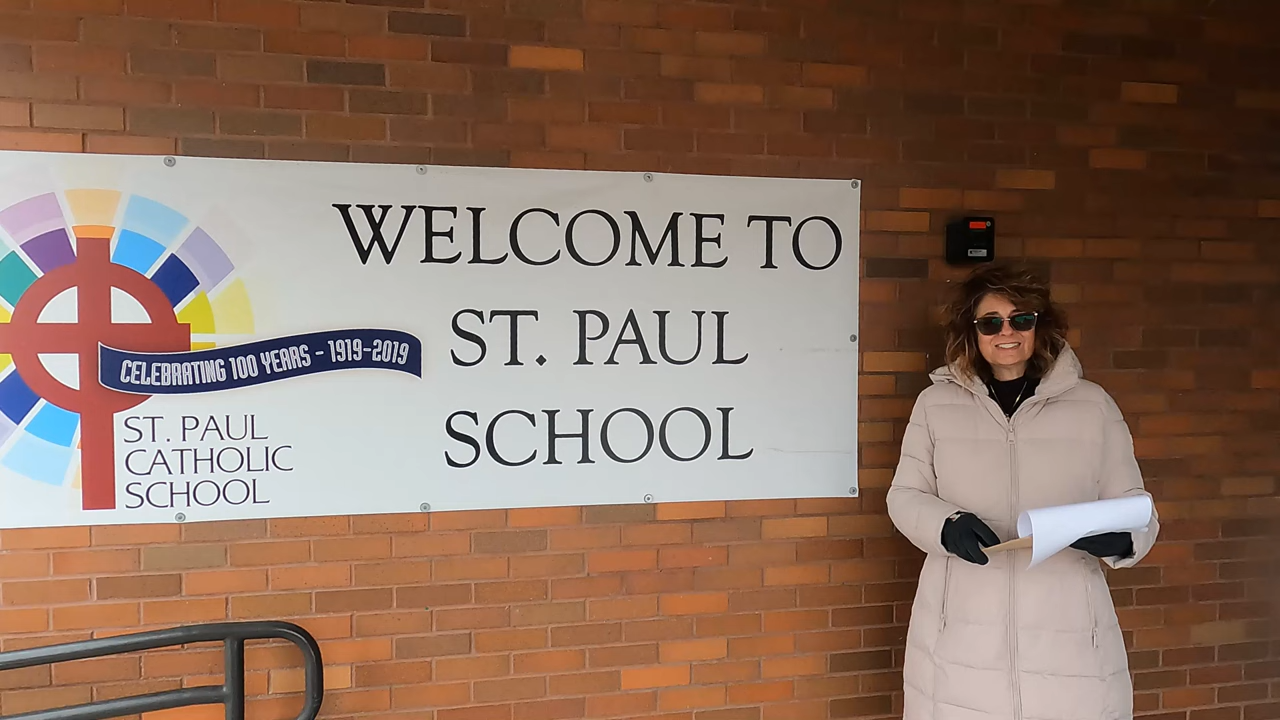 WELCOME TO
ST. PAUL
SCHOOL
CELEBRATING 100 YEARS - 1919-2019
ST. PAUL
CATHOLIC
SCHOOL